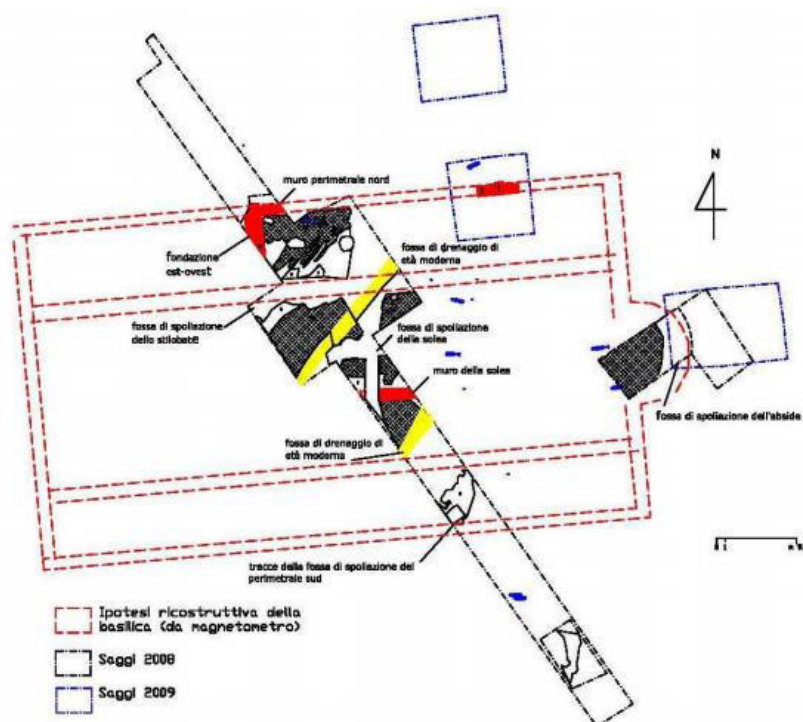 N
muro perimetrale nord
fossa di drenaggio di
età moderna
fondazione
est-ovest
fossa di spoliazione
dello stilobate
fossa di spoliazione
della solea
muro della solea
fossa di spoliazione dell'abside
fossa di drenaggio di
età moderna
tracce della fossa di spoliazione del
perimetrale sud
Ipotesi ricostruttiva della
basilica (da magnetometro)
Saggi 2008
Saggi 2009